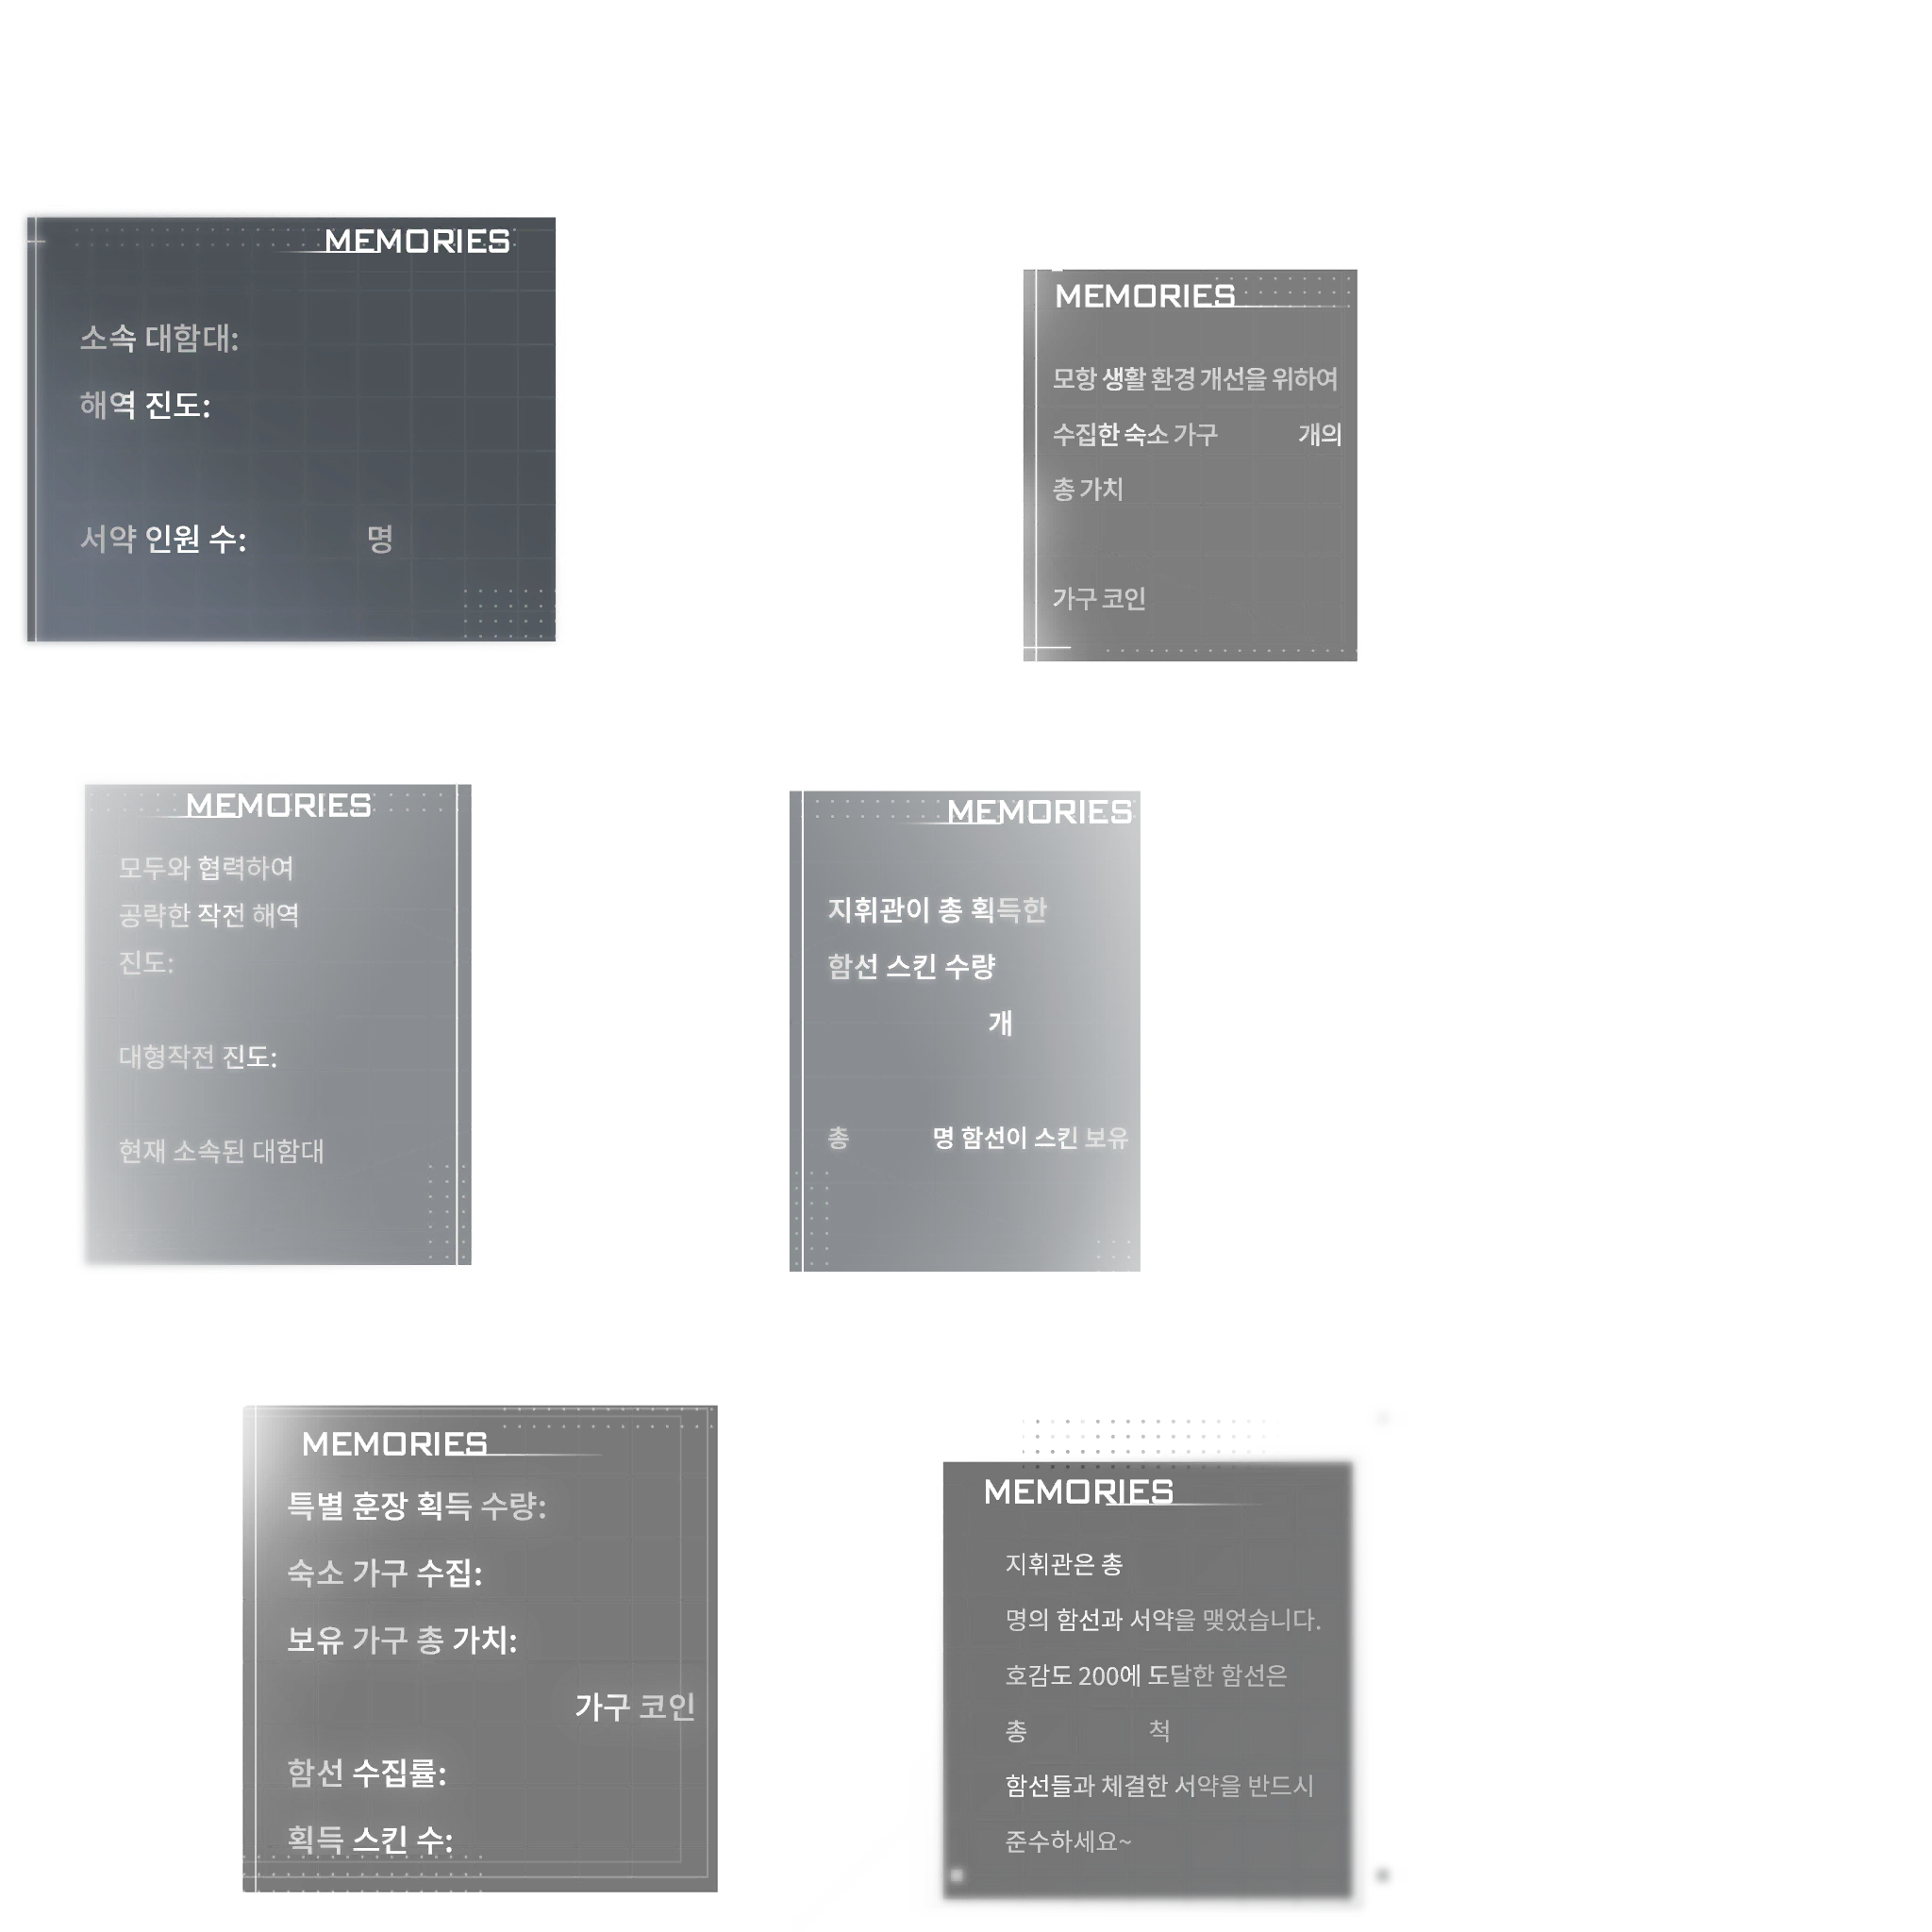 MEMORIES
소속 대함대:
해역 진도:
서약 인원 수: 명
MEMORIES
모항 생활 환경 개선을 위하여
수집한 숙소 가구 개의
총 가치
가구 코인
MEMORIES
모두와 협력하여
공략한 작전 해역
진도:
대형작전 진도:
현재 소속된 대함대
MEMORIES
지휘관이 총 획득한
함선 스킨 수량
개
총 명 함선이 스킨 보유
MEMORIES
특별 훈장 획득 수량:
숙소 가구 수집:
보유 가구 총 가치:
가구 코인
함선 수집률:
획득 스킨 수:
MEMORIES
지휘관은 총
명의 함선과 서약을 맺었습니다.
호감도 200에 도달한 함선은
총 척
함선들과 체결한 서약을 반드시
준수하세요~